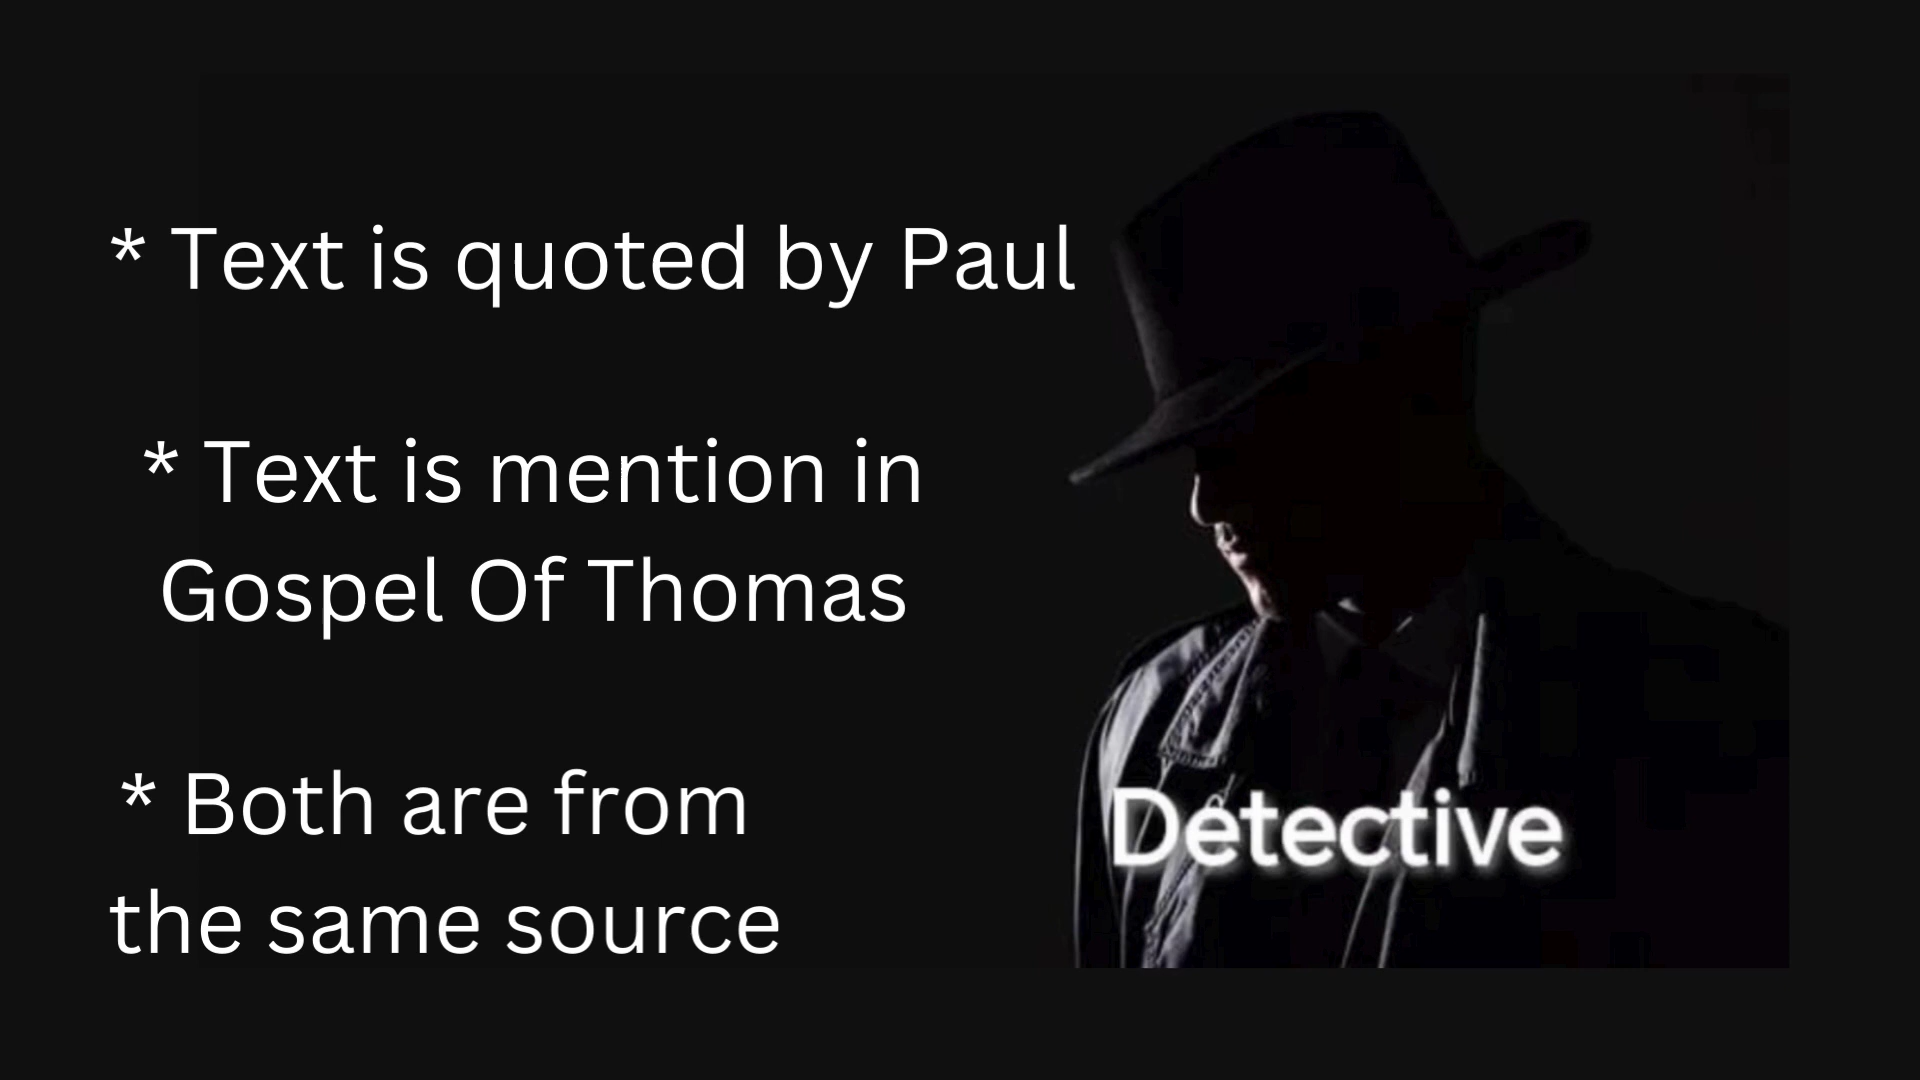 * Text is quoted by Paul
* Text is mention in
Gospel Of Thomas
* Both are from
the same source
Detective